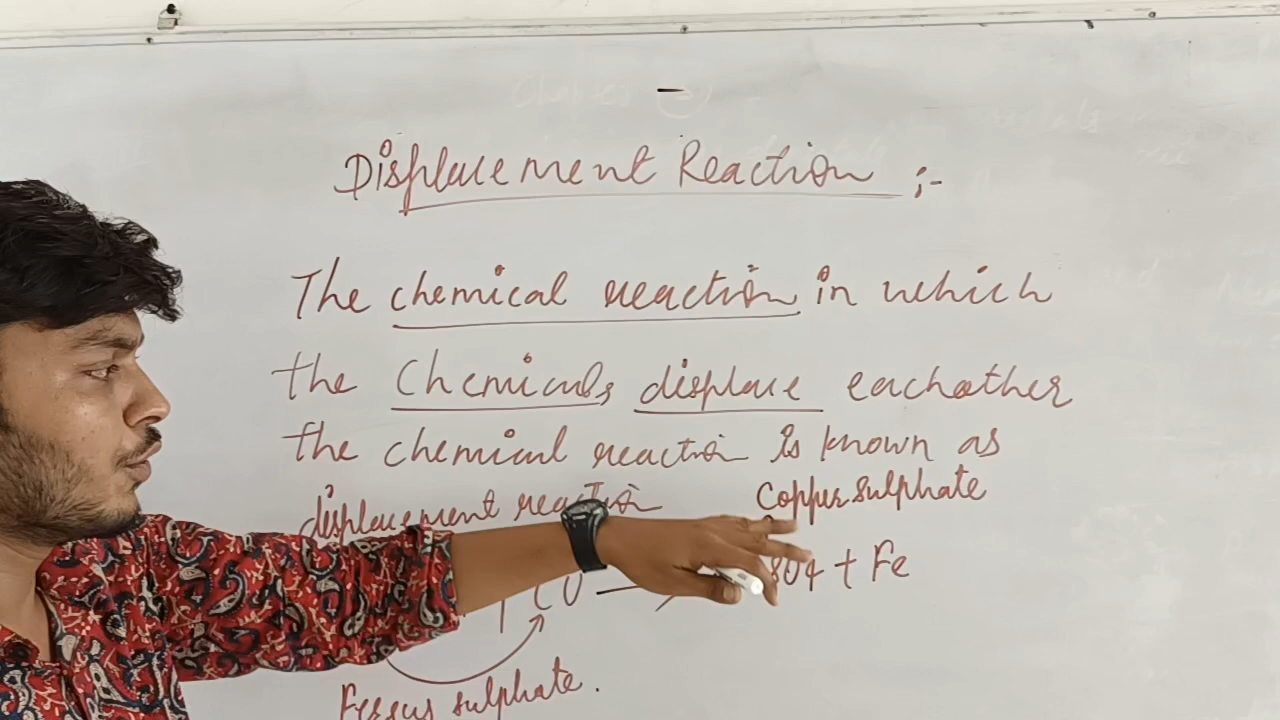 Displacement Reaction :-
The chemical reaction in which
the Chemicals displace eachother
the chemical reaction is known as
displacement reaction
Copper sulphate
SO4 + Fe
Ferrus sulphate.